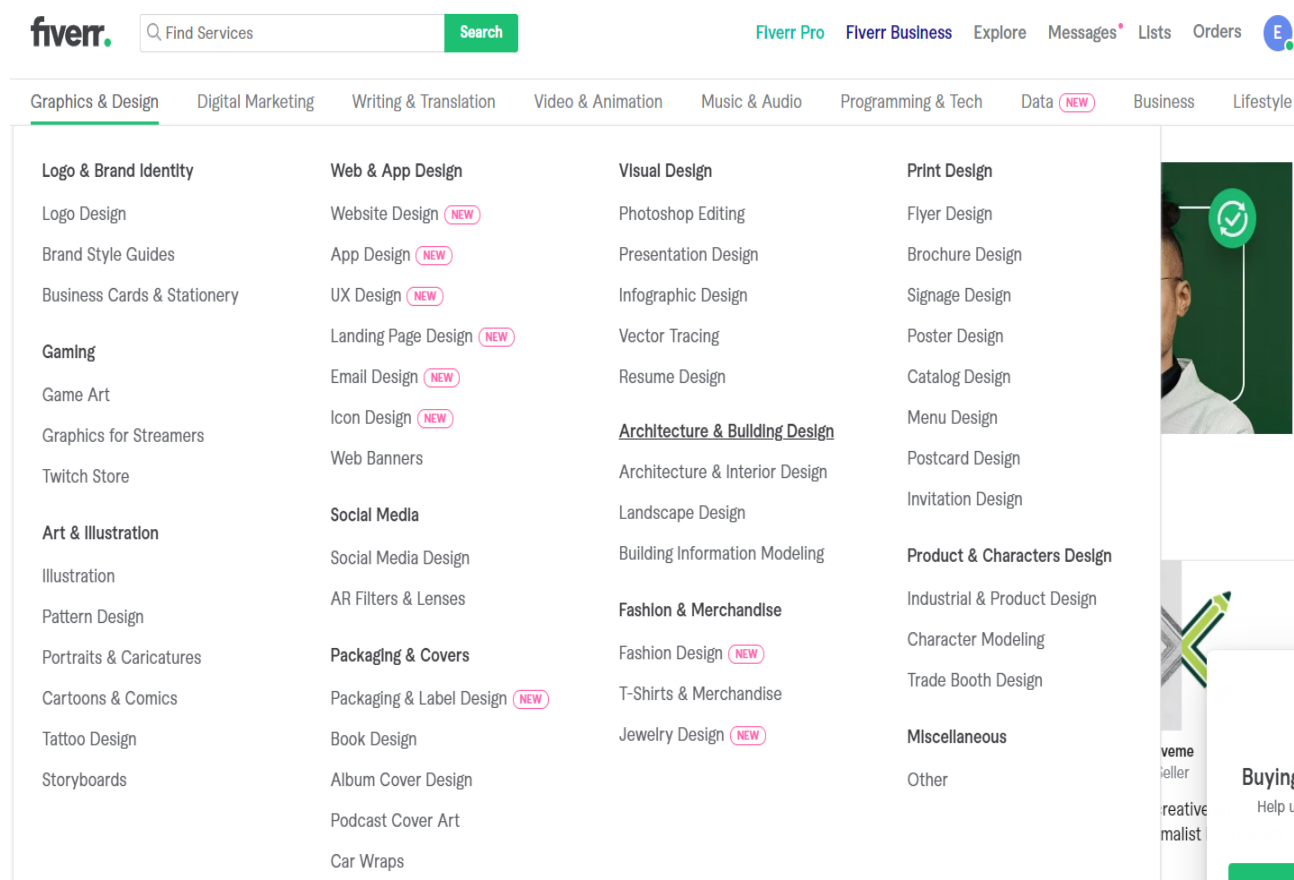 fiverr.
Find Services
Search
Fiverr Pro
Fiverr Business
Explore
Messages
Lists
Orders
E
Graphics & Design
Digital Marketing
Writing & Translation
Video & Animation
Music & Audio
Programming & Tech
Data NEW
Business
Lifestyle
Logo & Brand Identity
Logo Design
Brand Style Guides
Business Cards & Stationery
Gaming
Game Art
Graphics for Streamers
Twitch Store
Art & Illustration
Illustration
Pattern Design
Portraits & Caricatures
Cartoons & Comics
Tattoo Design
Storyboards
Web & App Design
Website Design NEW
App Design NEW
UX Design NEW
Landing Page Design NEW
Email Design NEW
Icon Design NEW
Web Banners
Social Media
Social Media Design
AR Filters & Lenses
Packaging & Covers
Packaging & Label Design NEW
Book Design
Album Cover Design
Podcast Cover Art
Car Wraps
Visual Design
Photoshop Editing
Presentation Design
Infographic Design
Vector Tracing
Resume Design
Architecture & Building Design
Architecture & Interior Design
Landscape Design
Building Information Modeling
Fashion & Merchandise
Fashion Design NEW
T-Shirts & Merchandise
Jewelry Design NEW
Print Design
Flyer Design
Brochure Design
Signage Design
Poster Design
Catalog Design
Menu Design
Postcard Design
Invitation Design
Product & Characters Design
Industrial & Product Design
Character Modeling
Trade Booth Design
Miscellaneous
Other
veme
eller
reative
malist
Buying
Help u